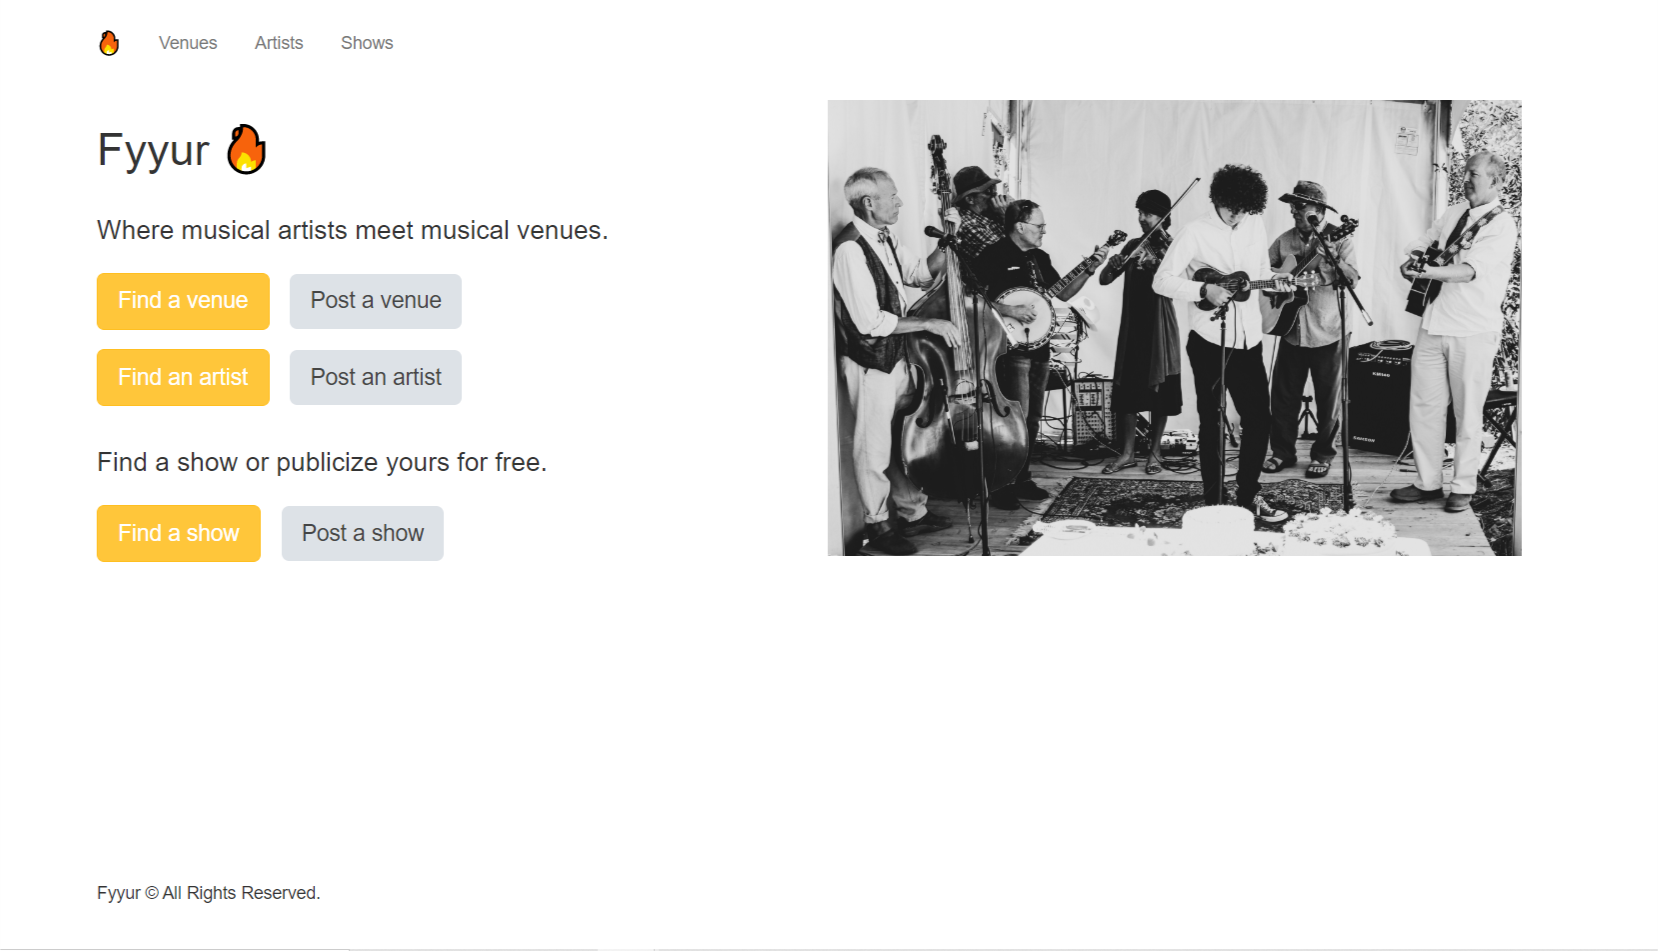 Venues Artists Shows
Fyyur
Where musical artists meet musical venues.
Find a venue Post a venue
Find an artist Post an artist
Find a show or publicize yours for free.
Find a show Post a show
Fyyur © All Rights Reserved.